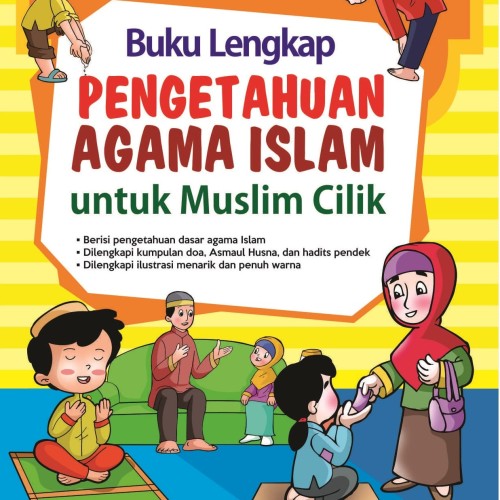 Buku Lengkap
PENGETAHUAN
AGAMA ISLAM
untuk Muslim Cilik
▪ Berisi pengetahuan dasar agama Islam
▪ Dilengkapi kumpulan doa, Asmaul Husna, dan hadits pendek
▪ Dilengkapi ilustrasi menarik dan penuh warna